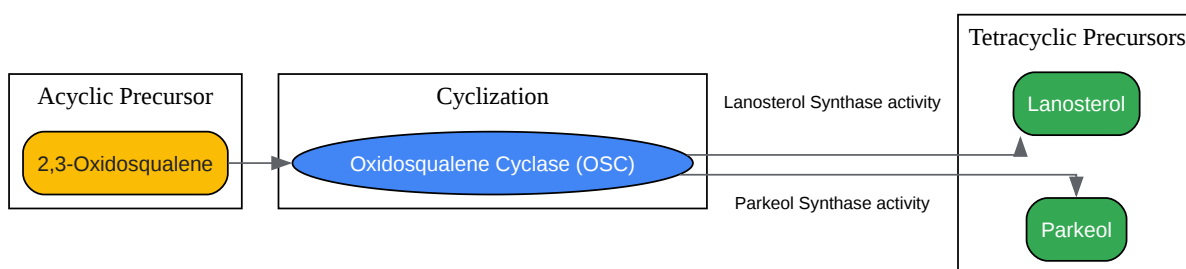 Acyclic Precursor
2,3-Oxidosqualene
Cyclization
Oxidosqualene Cyclase (OSC)
Lanosterol Synthase activity
Parkeol Synthase activity
Tetracyclic Precursors
Lanosterol
Parkeol